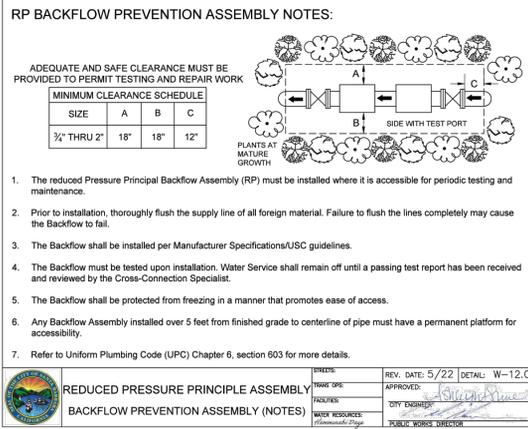 RP BACKFLOW PREVENTION ASSEMBLY NOTES:
ADEQUATE AND SAFE CLEARANCE MUST BE
PROVIDED TO PERMIT TESTING AND REPAIR WORK
MINIMUM CLEARANCE SCHEDULE
SIZE A B C
¾" THRU 2" 18" 18" 12"
A
C
B
SIDE WITH TEST PORT
PLANTS AT
MATURE
GROWTH
1. The reduced Pressure Principal Backflow Assembly (RP) must be installed where it is accessible for periodic testing and
maintenance.
2. Prior to installation, thoroughly flush the supply line of all foreign material. Failure to flush the lines completely may cause
the Backflow to fail.
3. The Backflow shall be installed per Manufacturer Specifications/USC guidelines.
4. The Backflow must be tested upon installation. Water Service shall remain off until a passing test report has been received
and reviewed by the Cross-Connection Specialist.
5. The Backflow shall be protected from freezing in a manner that promotes ease of access.
6. Any Backflow Assembly installed over 5 feet from finished grade to centerline of pipe must have a permanent platform for
accessibility.
7. Refer to Uniform Plumbing Code (UPC) Chapter 6, section 603 for more details.
REDUCED PRESSURE PRINCIPLE ASSEMBLY
BACKFLOW PREVENTION ASSEMBLY (NOTES)
STREETS:
TRANS OPS:
FACILITIES:
WATER RESOURCES:
REV. DATE: 5/22 DETAIL: W-12.0
APPROVED:
CITY ENGINEER
PUBLIC WORKS DIRECTOR